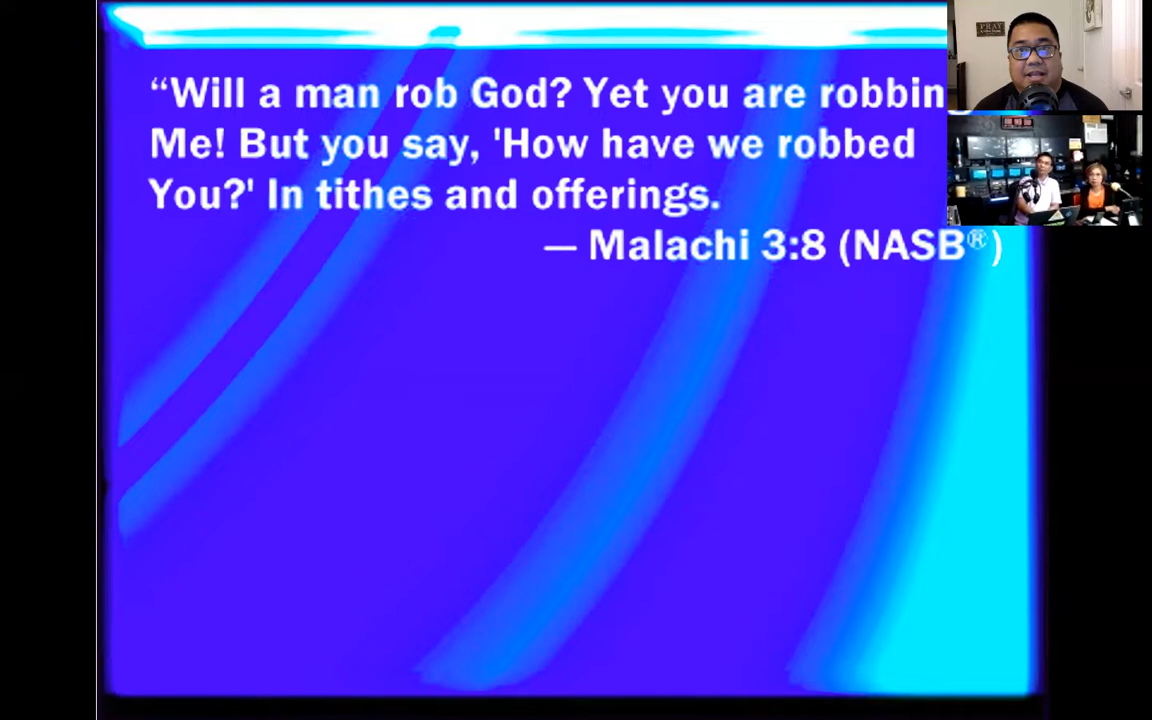 “Will a man rob God? Yet you are robbin
Me! But you say, 'How have we robbed
You?' In tithes and offerings.
— Malachi 3:8 (NASB®)
PRAY